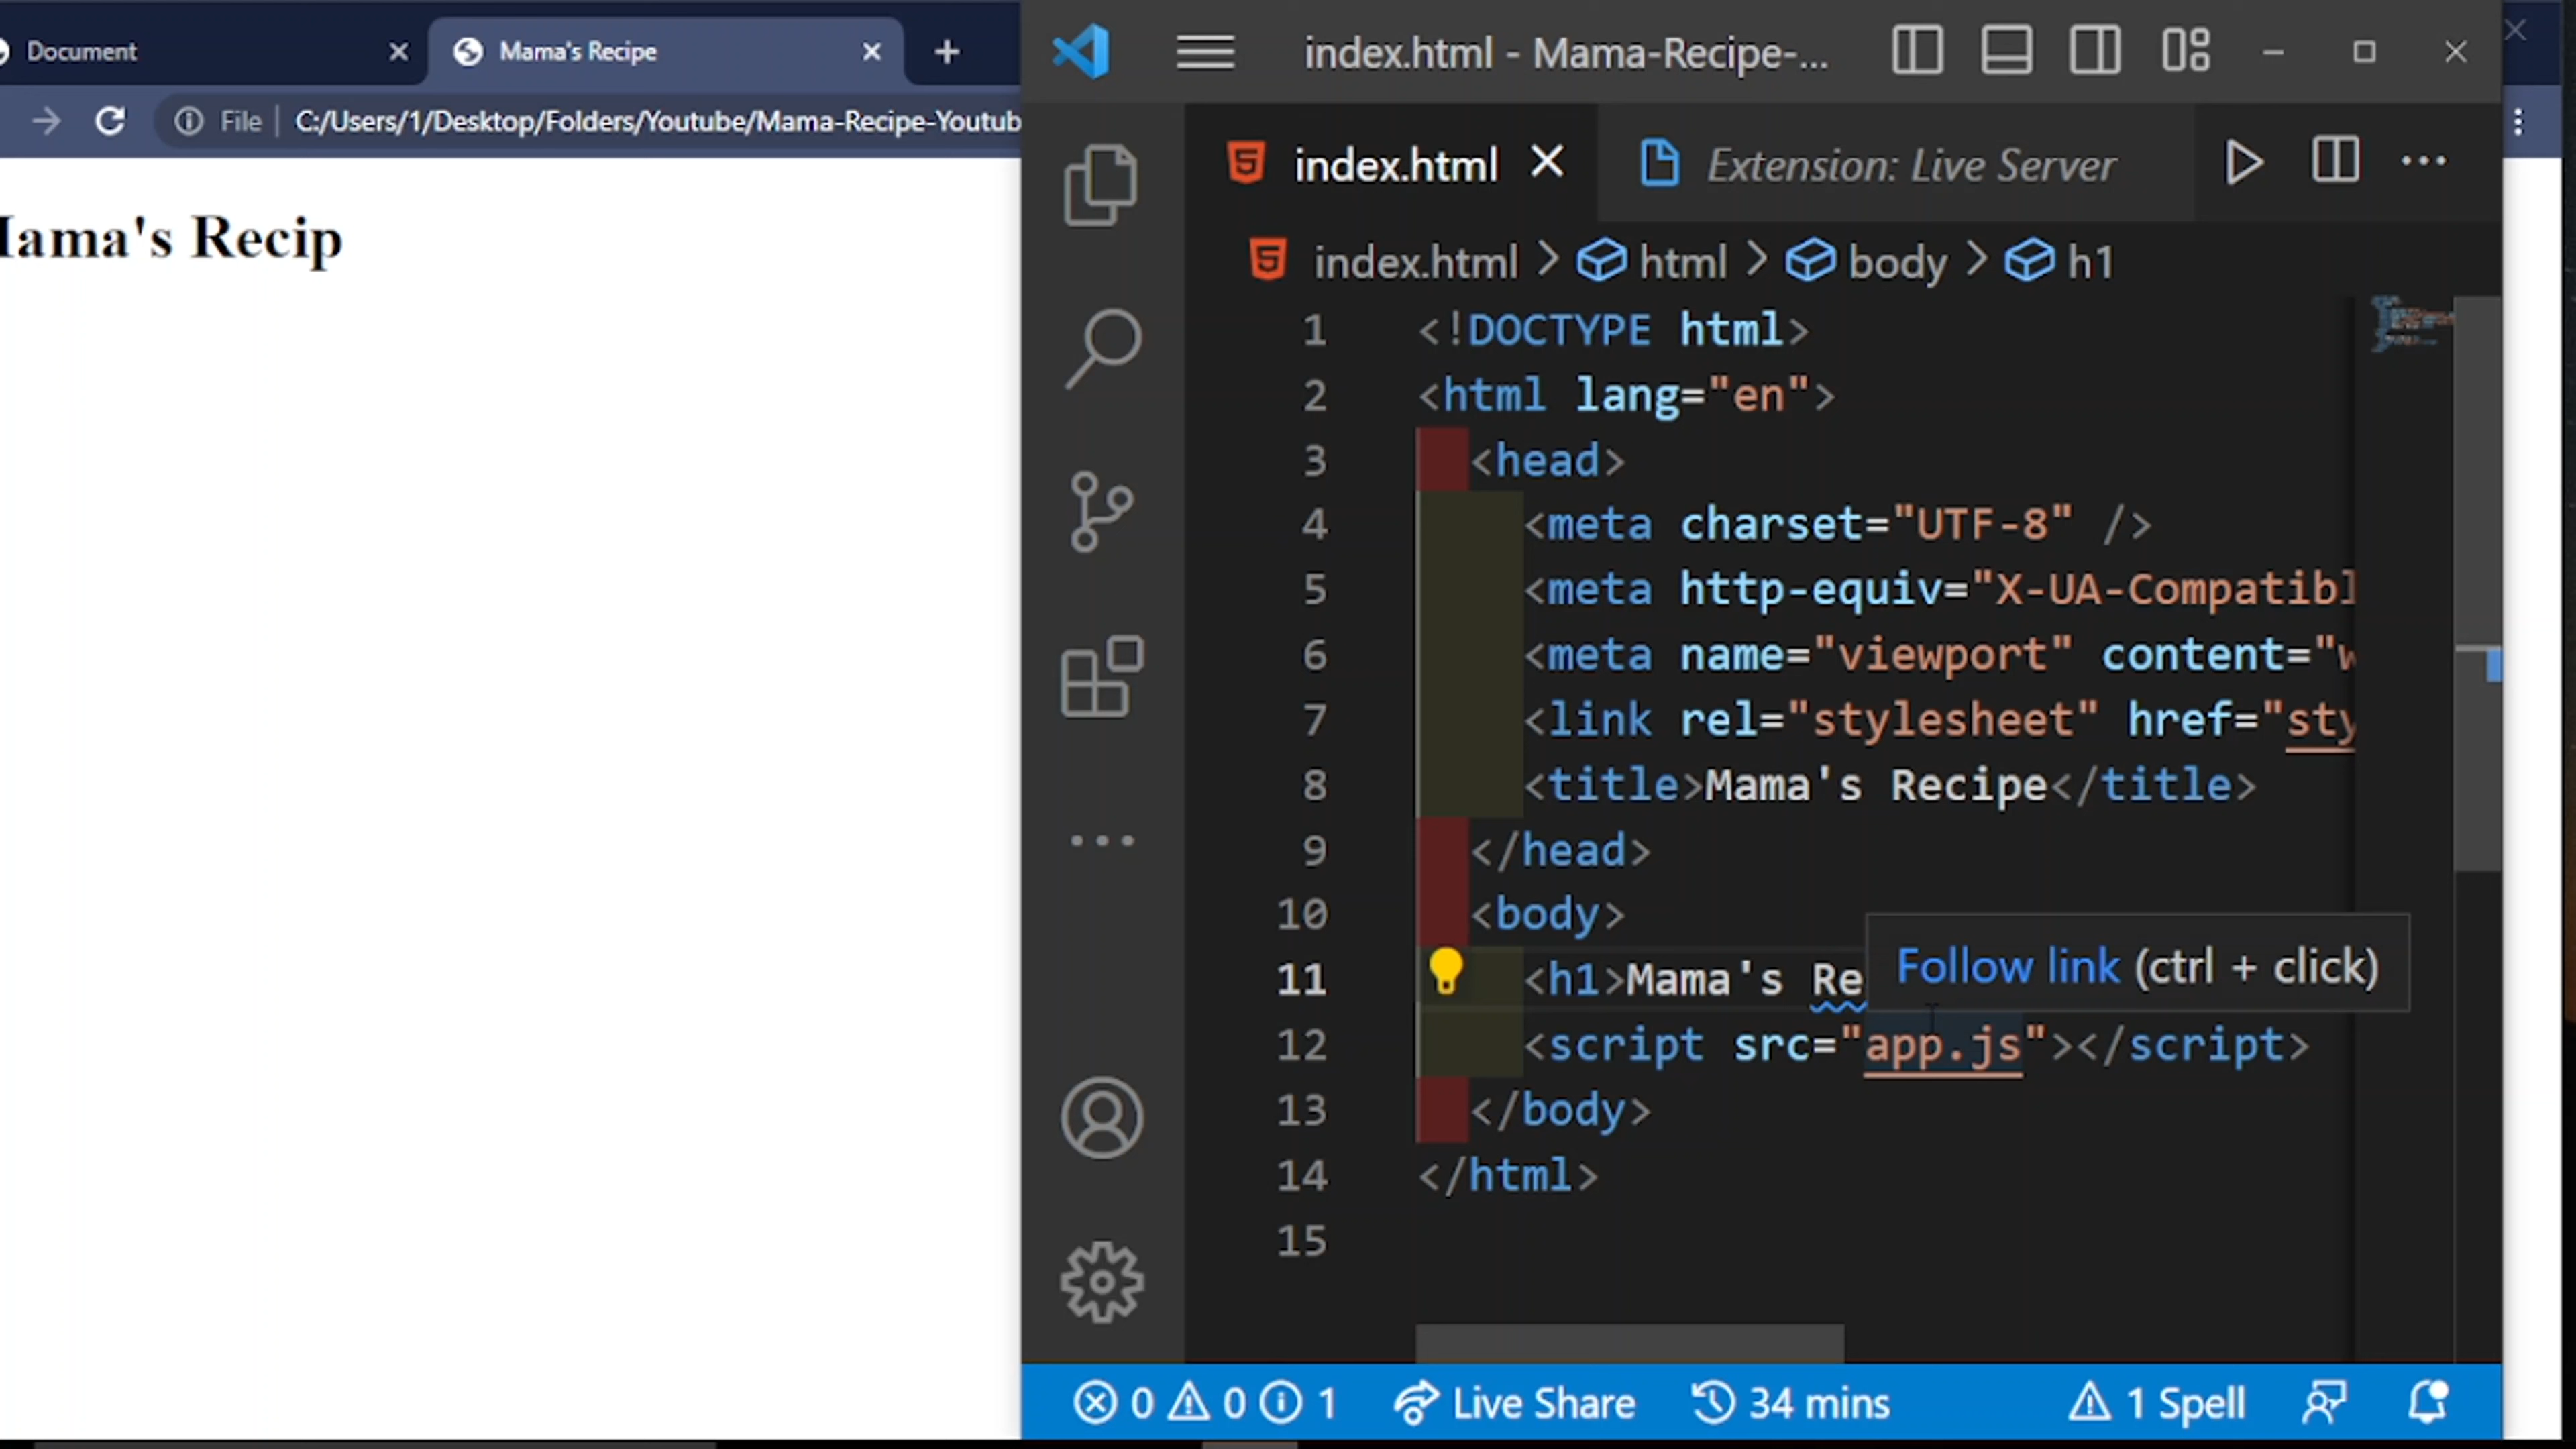 Document
Mama's Recipe
File
C:/Users/1/Desktop/Folders/Youtube/Mama-Recipe-Youtub
ama's Recip
index.html - Mama-Recipe-...
index.html
Extension: Live Server
index.html > html > body > h1
1 <!DOCTYPE html>
2 <html lang="en">
3 <head>
4 <meta charset="UTF-8" />
5 <meta http-equiv="X-UA-Compatibl
6 <meta name="viewport" content="w
7 <link rel="stylesheet" href="sty
8 <title>Mama's Recipe</title>
9 </head>
10 <body>
11 <h1>Mama's Re
Follow link (ctrl + click)
12 <script src="app.js"></script>
13 </body>
14 </html>
15
0 0 1 Live Share 34 mins 1 Spell